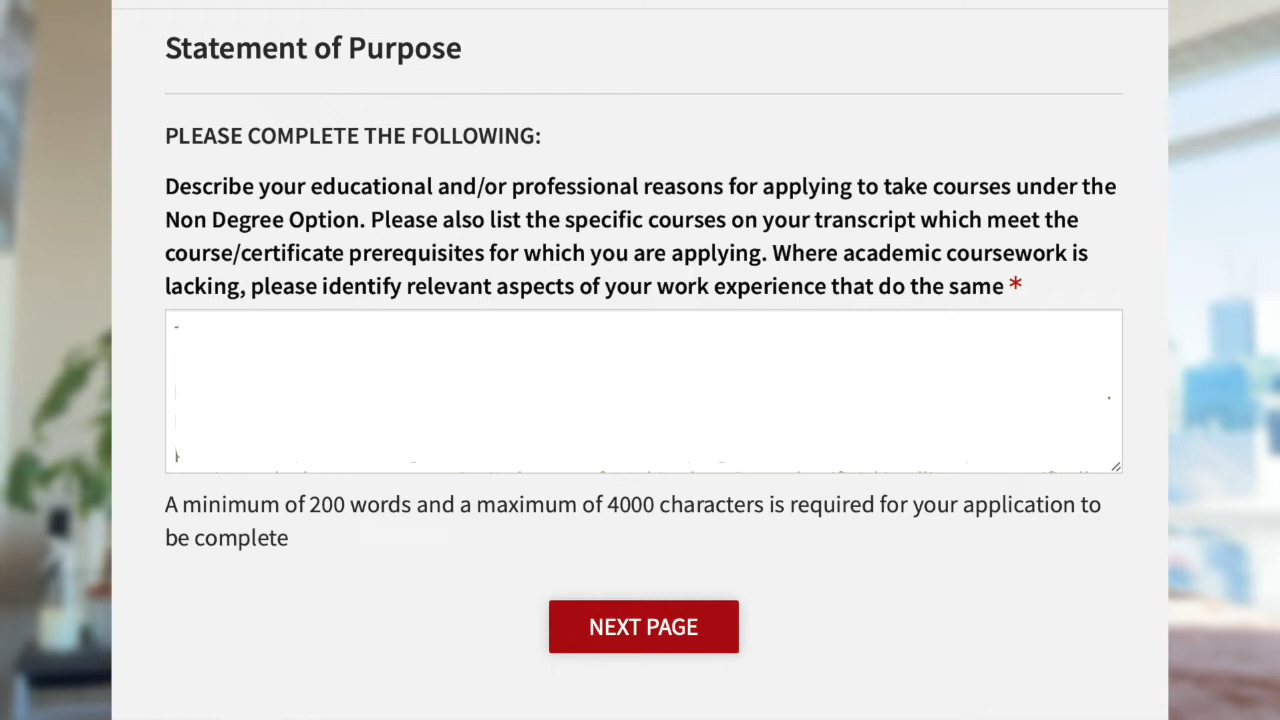 Statement of Purpose
PLEASE COMPLETE THE FOLLOWING:
Describe your educational and/or professional reasons for applying to take courses under the
Non Degree Option. Please also list the specific courses on your transcript which meet the
course/certificate prerequisites for which you are applying. Where academic coursework is
lacking, please identify relevant aspects of your work experience that do the same *
A minimum of 200 words and a maximum of 4000 characters is required for your application to
be complete
NEXT PAGE